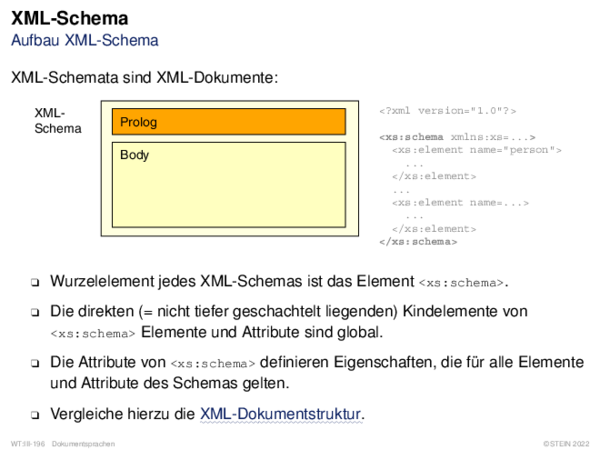 XML-Schema
Aufbau XML-Schema
XML-Schemata sind XML-Dokumente:
XML-
Schema
Prolog
Body
<?xml version="1.0"?>
<xs:schema xmlns:xs=...>
<xs:element name="person">
...
</xs:element>
...
<xs:element name=...>
...
</xs:element>
</xs:schema>
❑ Wurzelelement jedes XML-Schemas ist das Element <xs:schema>.
❑ Die direkten (= nicht tiefer geschachtelt liegenden) Kindelemente von
<xs:schema> Elemente und Attribute sind global.
❑ Die Attribute von <xs:schema> definieren Eigenschaften, die für alle Elemente
und Attribute des Schemas gelten.
❑ Vergleiche hierzu die XML-Dokumentstruktur.
WT:III-196 Dokumentsprachen
©STEIN 2022